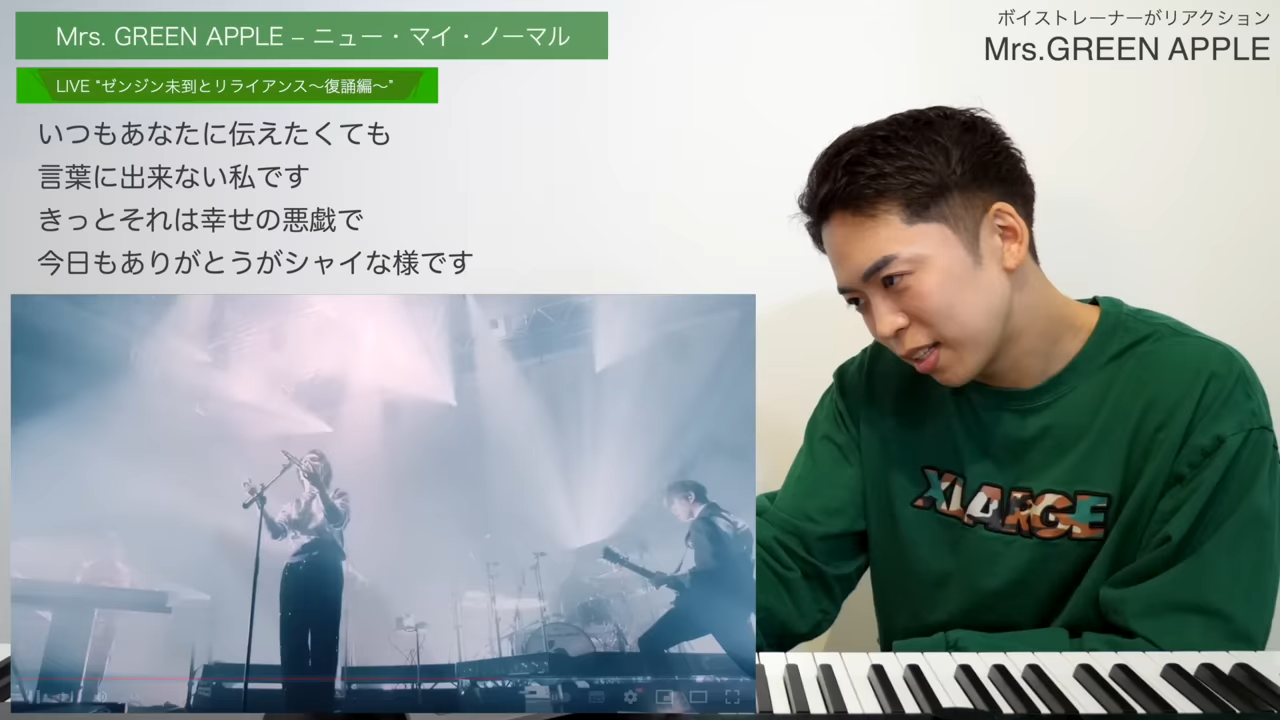 Mrs. GREEN APPLE – ニュー・マイ・ノーマル
LIVE “ゼンジン未到とリライアンス〜復誦編〜”
いつもあなたに伝えたくても
言葉に出来ない私です
きっとそれは幸せの悪戯で
今日もありがとうがシャイな様です
ボイストレーナーがリアクション
Mrs.GREEN APPLE
XLARGE